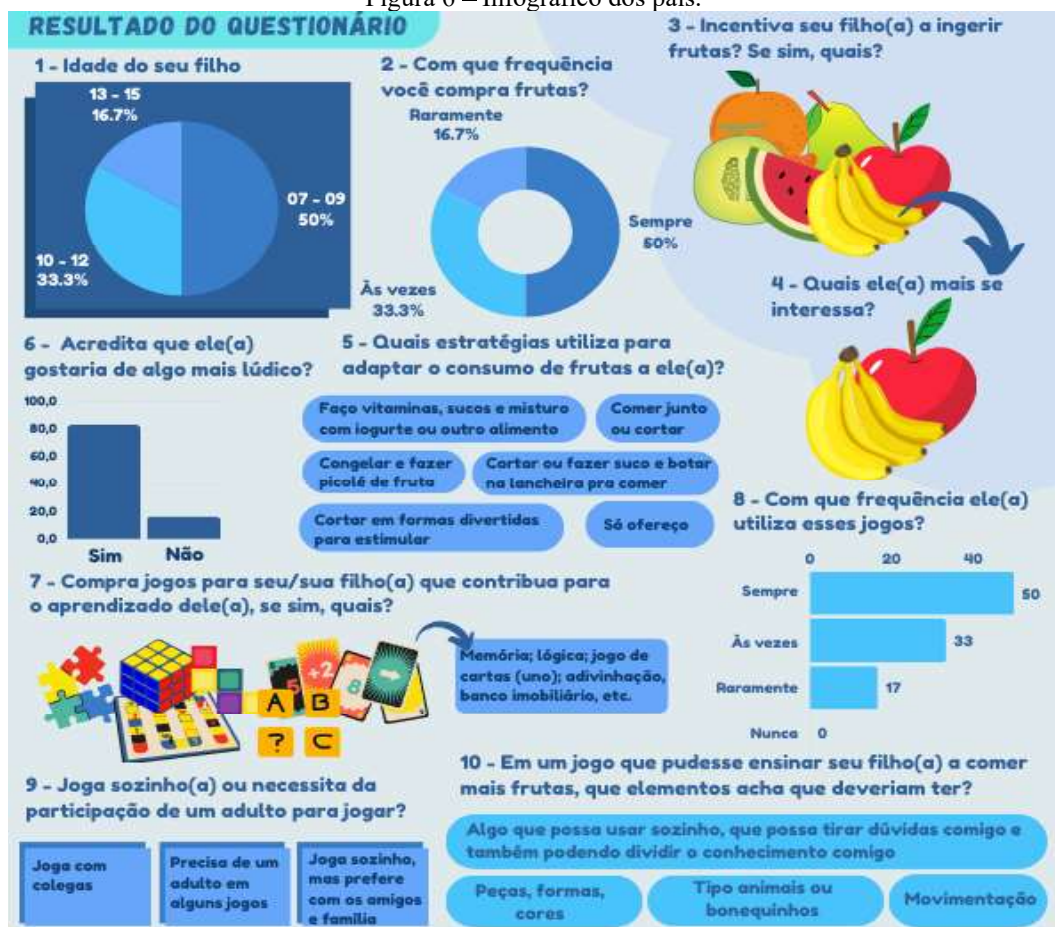 Figura 6 – Infográfico dos pais.
RESULTADO DO QUESTIONÁRIO
1 - Idade do seu filho
13 - 15
16.7%
07 - 09
50%
10 - 12
33.3%
2 - Com que frequência
você compra frutas?
Raramente
16.7%
Sempre
50%
Às vezes
33.3%
3 - Incentiva seu filho(a) a ingerir
frutas? Se sim, quais?
4 - Quais ele(a) mais se
interessa?
6 - Acredita que ele(a)
gostaria de algo mais lúdico?
100,0
80,0
60,0
40,0
20,0
0,0
Sim
Não
5 - Quais estratégias utiliza para
adaptar o consumo de frutas a ele(a)?
Faço vitaminas, sucos e misturo
com iogurte ou outro alimento
Comer junto
ou cortar
Congelar e fazer
picolé de fruta
Cortar ou fazer suco e botar
na lancheira pra comer
Cortar em formas divertidas
para estimular
Só ofereço
7 - Compra jogos para seu/sua filho(a) que contribua para
o aprendizado dele(a), se sim, quais?
+2
8
A B
? C
Memória; lógica; jogo de
cartas (uno); adivinhação,
banco imobiliário, etc.
8 - Com que frequência ele(a)
utiliza esses jogos?
0 20 40
Sempre 50
Às vezes 33
Raramente 17
Nunca 0
9 - Joga sozinho(a) ou necessita da
participação de um adulto para jogar?
Joga com
colegas
Precisa de um
adulto em
alguns jogos
Joga sozinho,
mas prefere
com os amigos
e família
10 - Em um jogo que pudesse ensinar seu filho(a) a comer
mais frutas, que elementos acha que deveriam ter?
Algo que possa usar sozinho, que possa tirar dúvidas comigo e
também podendo dividir o conhecimento comigo
Peças, formas,
cores
Tipo animais ou
bonequinhos
Movimentação